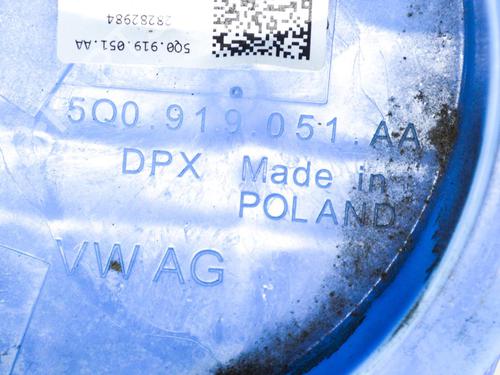 28282984
5Q0.919.051.AA
5Q0.919.051.AA
DPX Made in
POLAND
VW AG